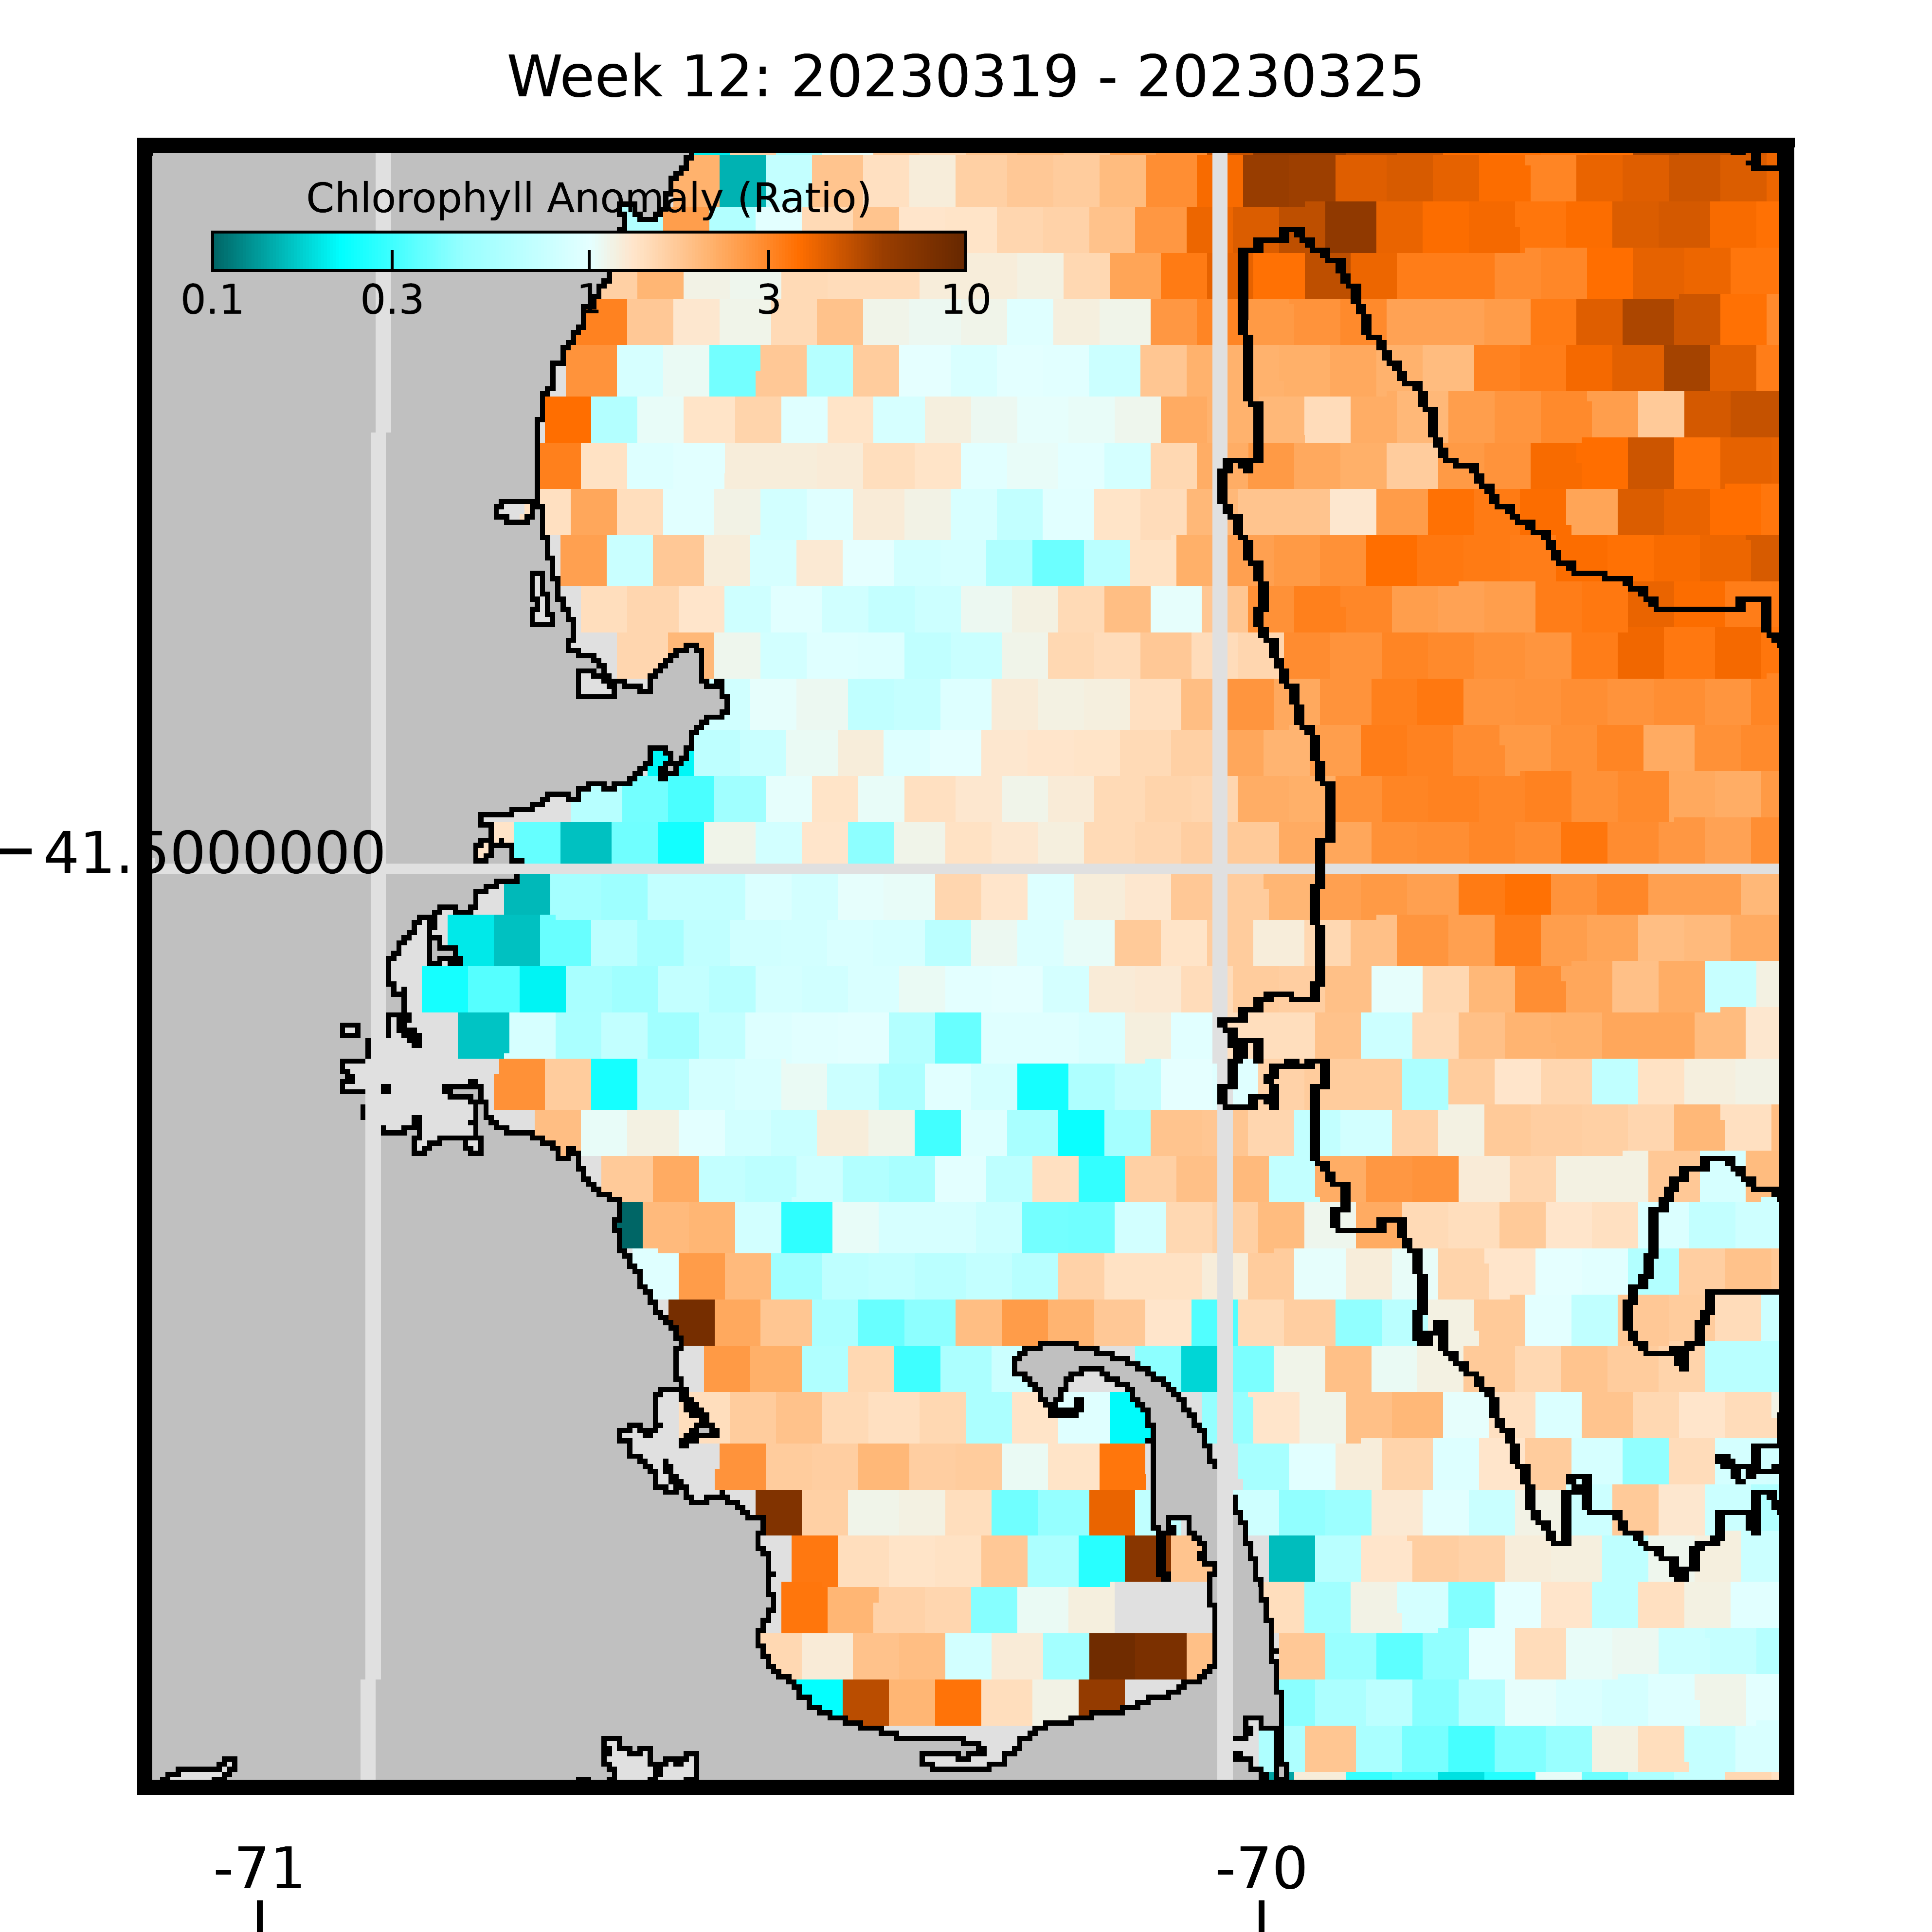 Week 12: 20230319 - 20230325
Chlorophyll Anomaly (Ratio)
0.1 0.3 1 3 10
−41.5000000
-71 -70